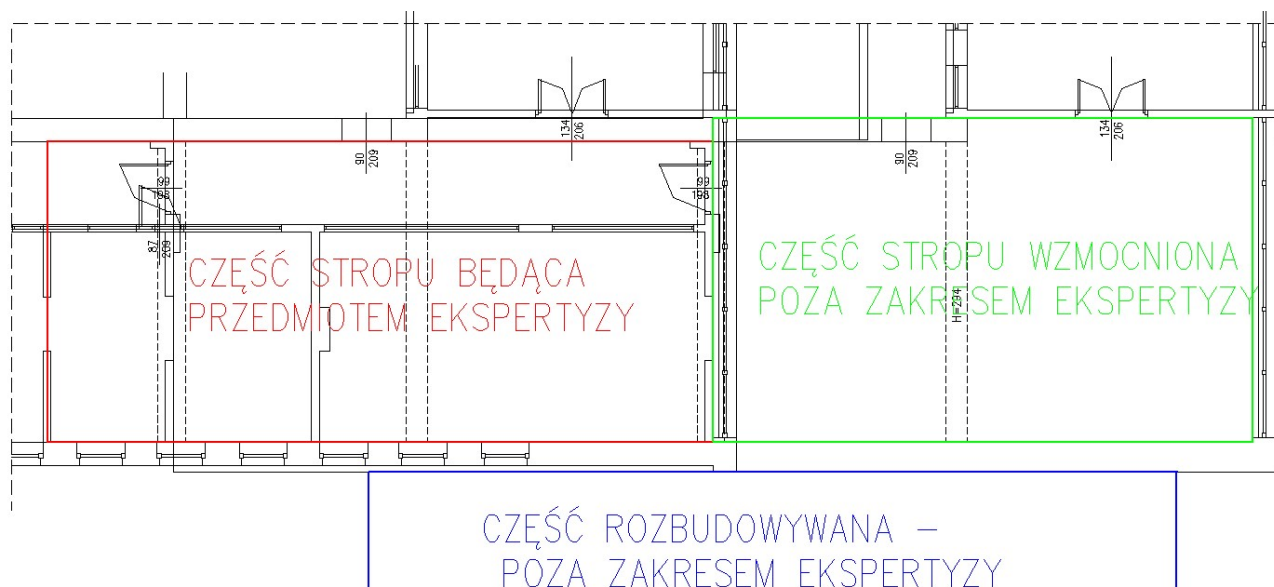 134
206
134
206
90
209
90
209
99
198
99
198
87
209
CZĘŚĆ STROPU BĘDĄCA
PRZEDMIOTEM EKSPERTYZY
CZĘŚĆ STROPU WZMOCNIONA
POZA ZAKRESEM EKSPERTYZY
H=294
CZĘŚĆ ROZBUDOWYWANA –
POZA ZAKRESEM EKSPERTYZY